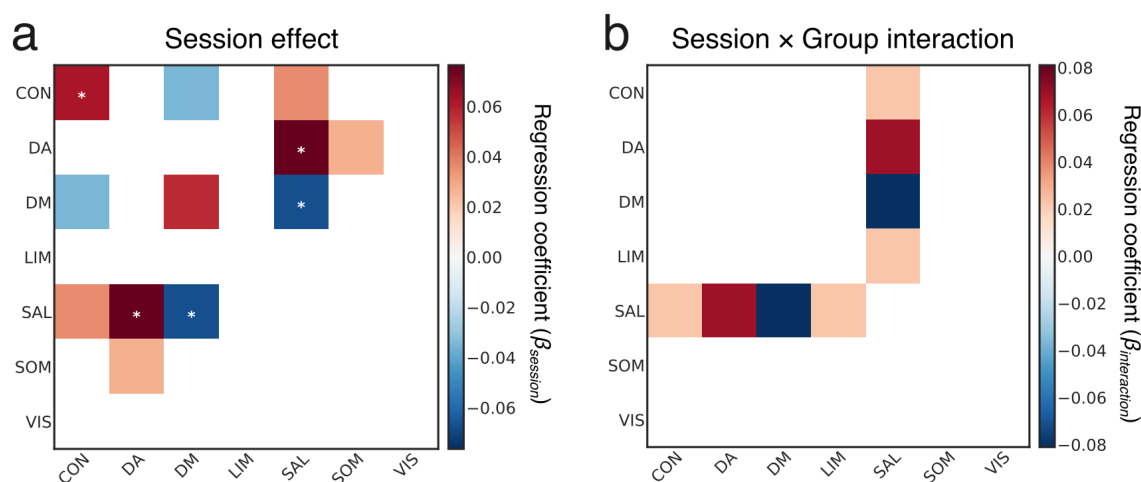 a
Session effect
CON
DA
DM
LIM
SAL
SOM
VIS
CON
DA
DM
LIM
SAL
SOM
VIS
*
*
*
*
*
0.06
0.04
0.02
0.00
−0.02
−0.04
−0.06
Regression coefficient (βsession)
b
Session × Group interaction
CON
DA
DM
LIM
SAL
SOM
VIS
CON
DA
DM
LIM
SAL
SOM
VIS
0.08
0.06
0.04
0.02
0.00
−0.02
−0.04
−0.06
−0.08
Regression coefficient (βinteraction)